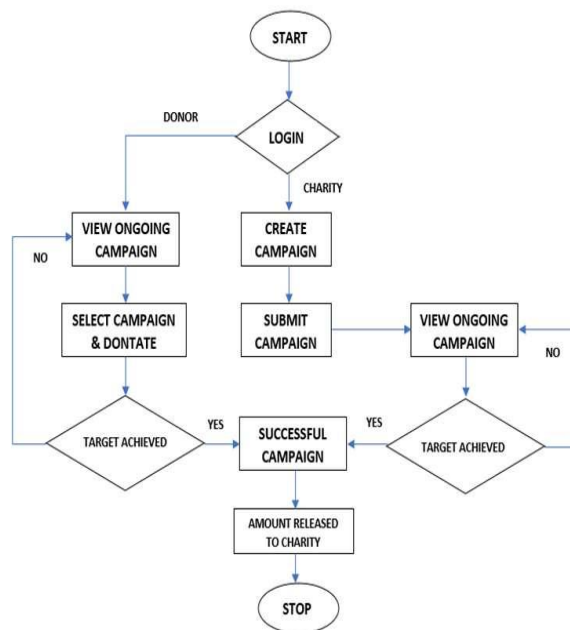 START
DONOR
LOGIN
CHARITY
VIEW ONGOING
CAMPAIGN
CREATE
CAMPAIGN
NO
SELECT CAMPAIGN
& DONTATE
SUBMIT
CAMPAIGN
VIEW ONGOING
CAMPAIGN
NO
TARGET ACHIEVED
YES
SUCCESSFUL
CAMPAIGN
YES
TARGET ACHIEVED
AMOUNT RELEASED
TO CHARITY
STOP